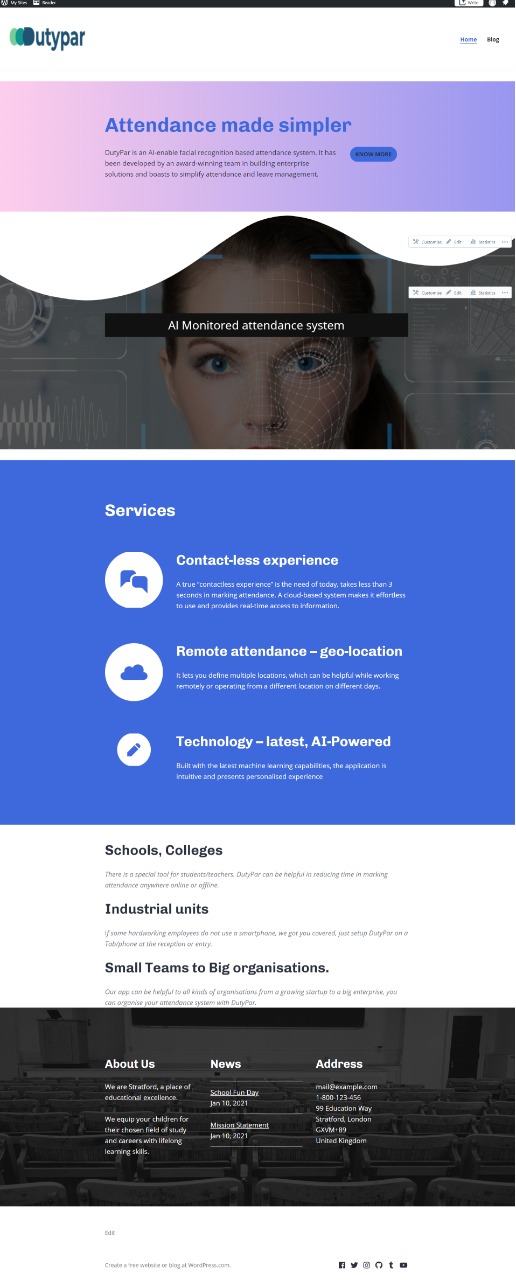 My Sites
Reader
Write
Dutypar
Home
Blog
Attendance made simpler
DutyPar is an AI-enable facial recognition based attendance system. It has
been developed by an award-winning team in building enterprise
solutions and boasts to simplify attendance and leave management.
KNOW MORE
Customise
Edit
Statistics
Customise
Edit
Statistics
AI Monitored attendance system
Services
Contact-less experience
A true "contactless experience" is the need of today, takes less than 3
seconds in marking attendance. A cloud-based system makes it effortless
to use and provides real-time access to information.
Remote attendance – geo-location
It lets you define multiple locations, which can be helpful while working
remotely or operating from a different location on different days.
Technology – latest, AI-Powered
Built with the latest machine learning capabilities, the application is
intuitive and presents personalised experience
Schools, Colleges
There is a special tool for students/teachers. DutyPar can be helpful in reducing time in marking
attendance anywhere online or offline.
Industrial units
If some hardworking employees do not use a smartphone, we got you covered, just setup DutyPar on a
Tab/phone at the reception or entry.
Small Teams to Big organisations.
Our app can be helpful to all kinds of organisations from a growing startup to a big enterprise, you
can organise your attendance system with DutyPar.
About Us
We are Stratford, a place of
educational excellence.
We equip your children for
their chosen field of study
and careers with lifelong
learning skills.
News
School Fun Day
Jan 10, 2021
Mission Statement
Jan 10, 2021
Address
mail@example.com
1-800-123-456
99 Education Way
Stratford, London
GXVM+89
United Kingdom
Edit
Create a free website or blog at WordPress.com.